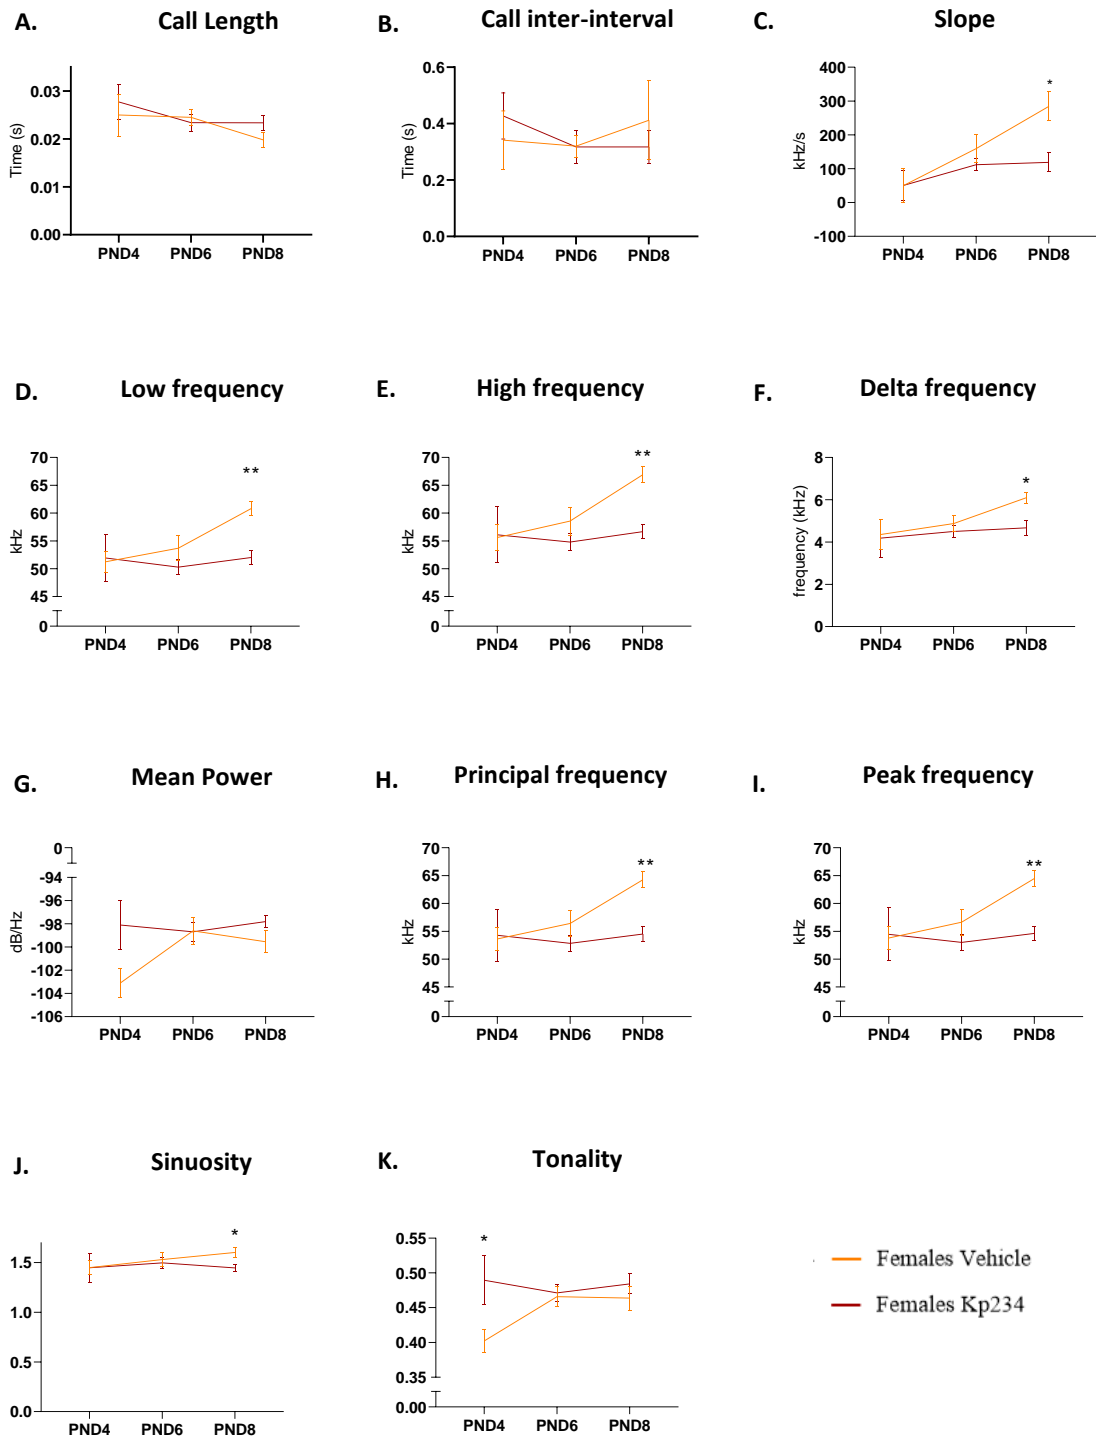 A. Call Length
0.03
0.02
0.01
0.00
Time (s)
PND4 PND6 PND8
B. Call inter-interval
0.6
0.4
0.2
0.0
Time (s)
PND4 PND6 PND8
C. Slope
400
300
200
100
0
-100
kHz/s
*
PND4 PND6 PND8
D. Low frequency
70
65
60
55
50
45
0
kHz
**
PND4 PND6 PND8
E. High frequency
70
65
60
55
50
45
0
kHz
**
PND4 PND6 PND8
F. Delta frequency
8
6
4
2
0
frequency (kHz)
*
PND4 PND6 PND8
G. Mean Power
0
-94
-96
-98
-100
-102
-104
-106
dB/Hz
PND4 PND6 PND8
H. Principal frequency
70
65
60
55
50
45
0
kHz
**
PND4 PND6 PND8
I. Peak frequency
70
65
60
55
50
45
0
kHz
**
PND4 PND6 PND8
J. Sinuosity
1.5
1.0
0.5
0.0
*
PND4 PND6 PND8
K. Tonality
0.55
0.50
0.45
0.40
0.35
0.00
*
PND4 PND6 PND8
Females Vehicle
Females Kp234